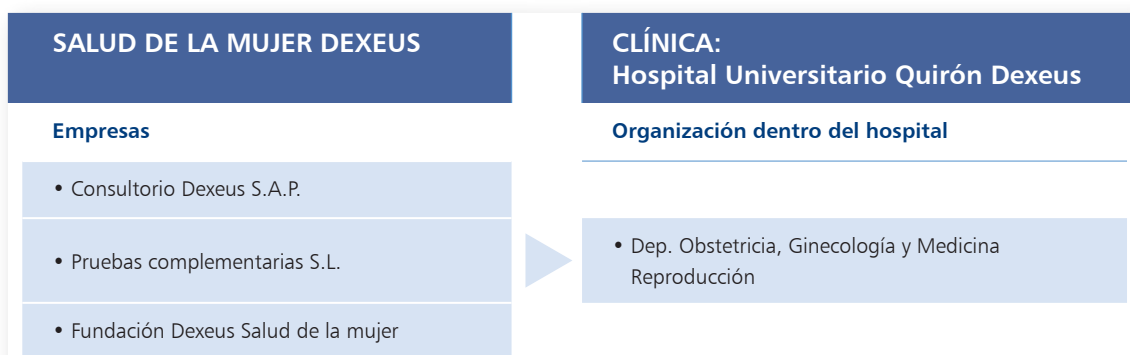 SALUD DE LA MUJER DEXEUS
Empresas
• Consultorio Dexeus S.A.P.
• Pruebas complementarias S.L.
• Fundación Dexeus Salud de la mujer
CLÍNICA:
Hospital Universitario Quirón Dexeus
Organización dentro del hospital
• Dep. Obstetricia, Ginecología y Medicina
Reproducción